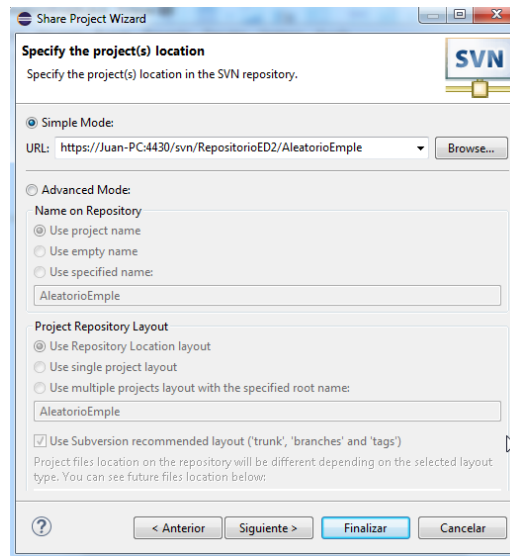 Share Project Wizard
Specify the project(s) location
Specify the project(s) location in the SVN repository.
SVN
Simple Mode:
URL: https://Juan-PC:4430/svn/RepositorioED2/AleatorioEmple Browse...
Advanced Mode:
Name on Repository
Use project name
Use empty name
Use specified name:
AleatorioEmple
Project Repository Layout
Use Repository Location layout
Use single project layout
Use multiple projects layout with the specified root name:
AleatorioEmple
Use Subversion recommended layout ('trunk', 'branches' and 'tags')
Project files location on the repository will be different depending on the selected layout
type. You can see future files location below:
? < Anterior Siguiente > Finalizar Cancelar